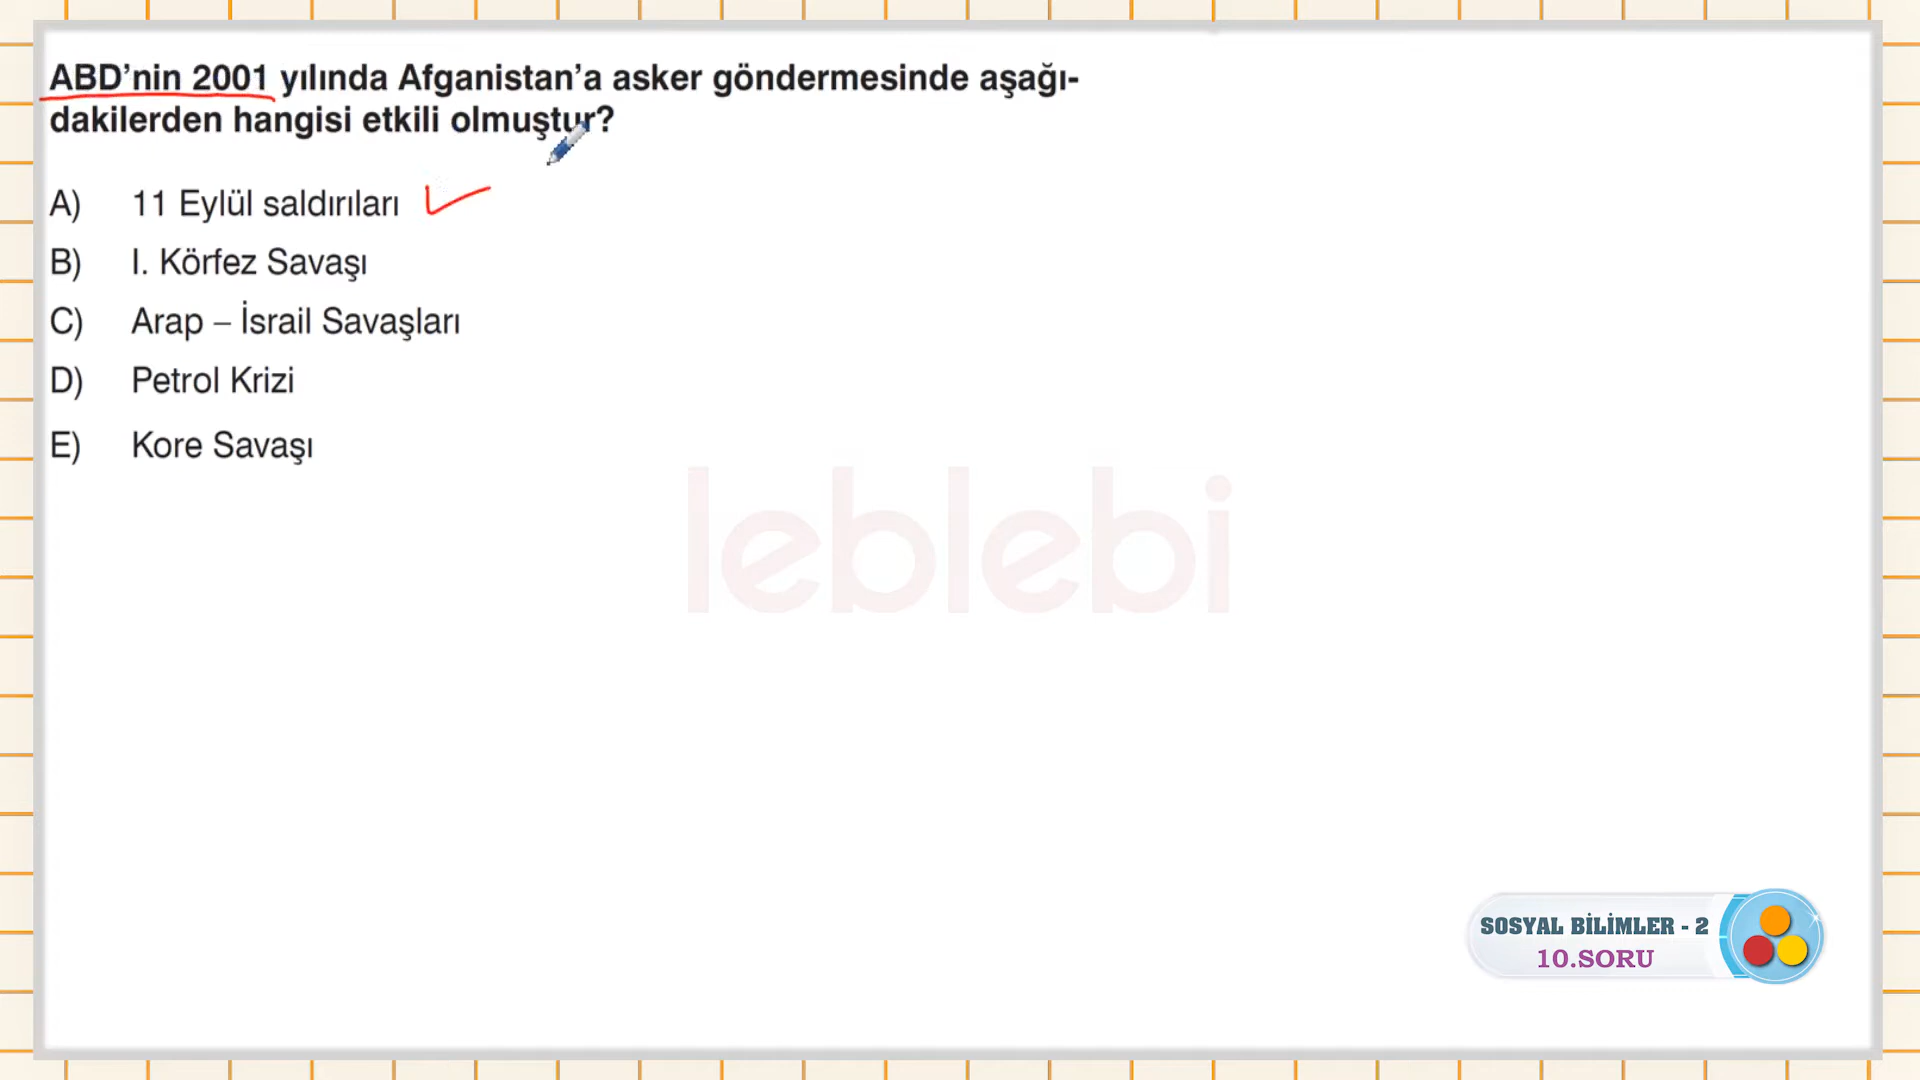 ABD’nin 2001 yılında Afganistan’a asker göndermesinde aşağı-
dakilerden hangisi etkili olmuştur?
A) 11 Eylül saldırıları
B) I. Körfez Savaşı
C) Arap – İsrail Savaşları
D) Petrol Krizi
E) Kore Savaşı
leblebi
SOSYAL BİLİMLER - 2
10.SORU